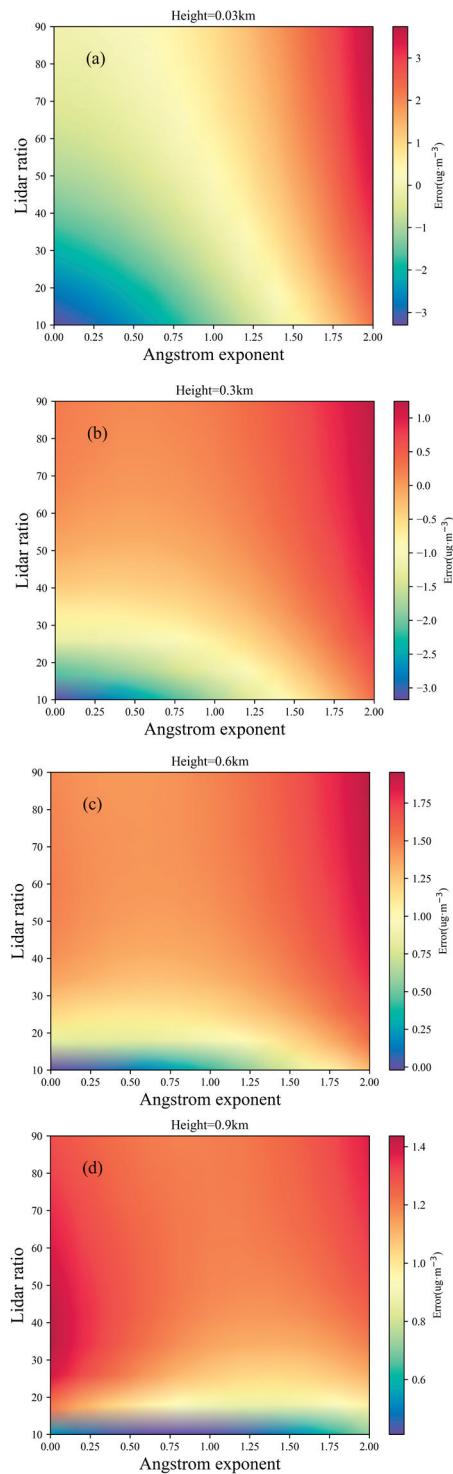 Height=0.03km
(a)
90
80
70
60
50
40
30
20
10
Lidar ratio
0.00 0.25 0.50 0.75 1.00 1.25 1.50 1.75 2.00
Angstrom exponent
3
2
1
0
−1
−2
−3
Error(ug·m−3)
Height=0.3km
(b)
90
80
70
60
50
40
30
20
10
Lidar ratio
0.00 0.25 0.50 0.75 1.00 1.25 1.50 1.75 2.00
Angstrom exponent
1.0
0.5
0.0
−0.5
−1.0
−1.5
−2.0
−2.5
−3.0
Error(ug·m−3)
Height=0.6km
(c)
90
80
70
60
50
40
30
20
10
Lidar ratio
0.00 0.25 0.50 0.75 1.00 1.25 1.50 1.75 2.00
Angstrom exponent
1.75
1.50
1.25
1.00
0.75
0.50
0.25
0.00
Error(ug·m−3)
Height=0.9km
(d)
90
80
70
60
50
40
30
20
10
Lidar ratio
0.00 0.25 0.50 0.75 1.00 1.25 1.50 1.75 2.00
Angstrom exponent
1.4
1.2
1.0
0.8
0.6
Error(ug·m−3)